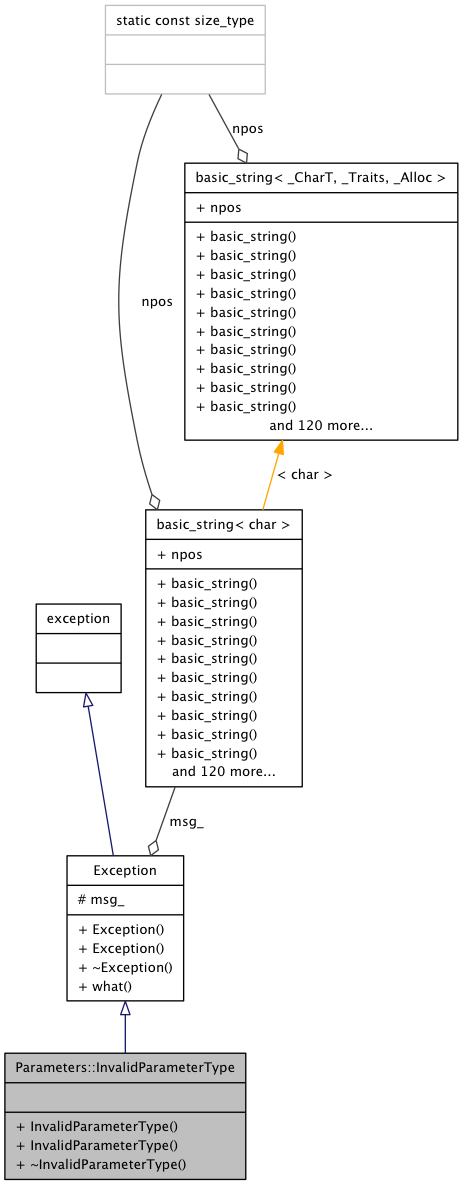 static const size_type
npos
basic_string< _CharT, _Traits, _Alloc >
+ npos
+ basic_string()
+ basic_string()
+ basic_string()
+ basic_string()
+ basic_string()
+ basic_string()
+ basic_string()
+ basic_string()
+ basic_string()
+ basic_string()
and 120 more...
npos
< char >
basic_string< char >
+ npos
+ basic_string()
+ basic_string()
+ basic_string()
+ basic_string()
+ basic_string()
+ basic_string()
+ basic_string()
+ basic_string()
+ basic_string()
+ basic_string()
and 120 more...
exception
msg_
Exception
# msg_
+ Exception()
+ Exception()
+ ~Exception()
+ what()
Parameters::InvalidParameterType
+ InvalidParameterType()
+ InvalidParameterType()
+ ~InvalidParameterType()